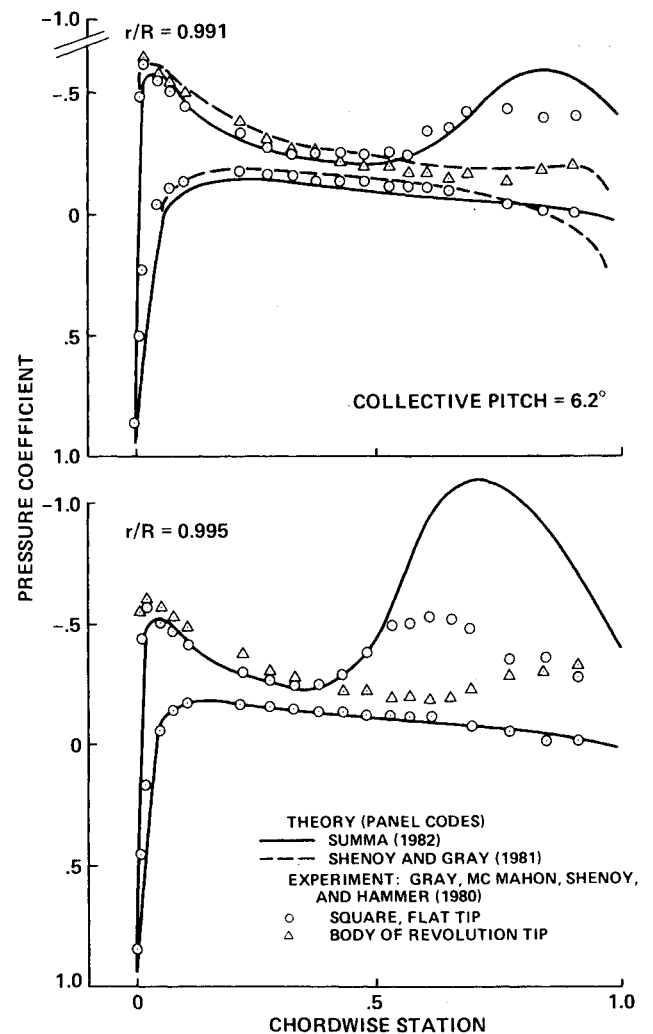 -1.0
r/R = 0.991
-.5
0
.5
COLLECTIVE PITCH = 6.2°
1.0
PRESSURE COEFFICIENT
-1.0
r/R = 0.995
-.5
0
THEORY (PANEL CODES)
SUMMA (1982)
SHENOY AND GRAY (1981)
EXPERIMENT: GRAY, MC MAHON, SHENOY,
AND HAMMER (1980)
SQUARE, FLAT TIP
BODY OF REVOLUTION TIP
.5
1.0
0 .5 1.0
CHORDWISE STATION